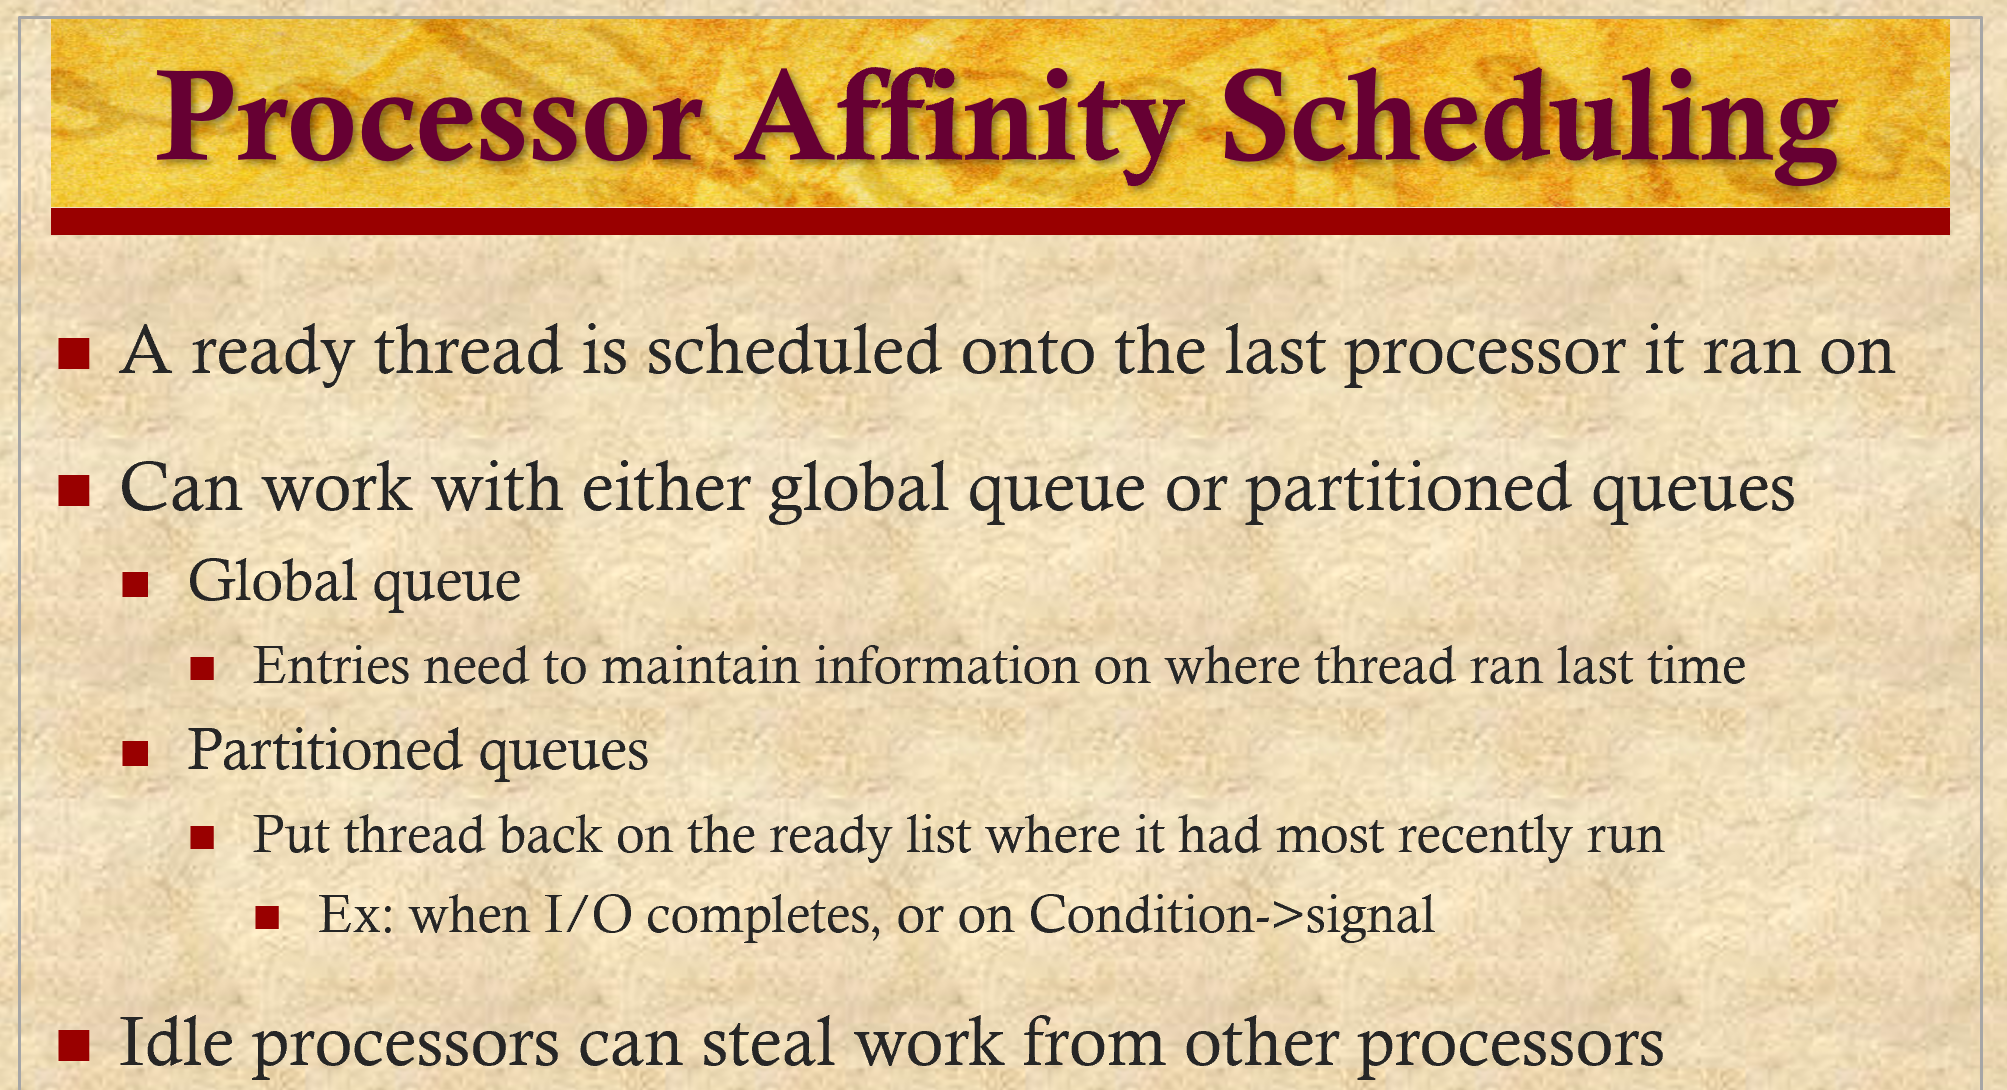 Processor Affinity Scheduling
A ready thread is scheduled onto the last processor it ran on
Can work with either global queue or partitioned queues
Global queue
Entries need to maintain information on where thread ran last time
Partitioned queues
Put thread back on the ready list where it had most recently run
Ex: when I/O completes, or on Condition->signal
Idle processors can steal work from other processors